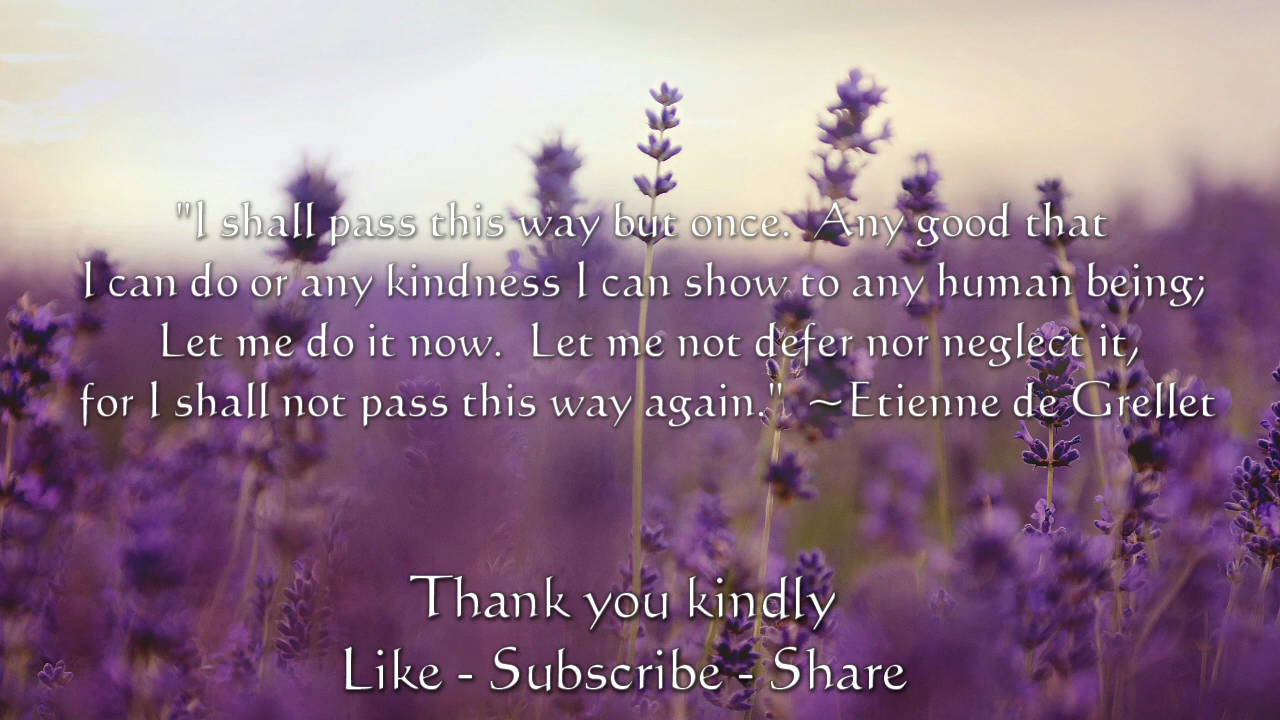 "I shall pass this way but once.  Any good that
I can do or any kindness I can show to any human being;
Let me do it now.  Let me not defer nor neglect it,
for I shall not pass this way again."  ~Etienne de Grellet
Thank you kindly
Like - Subscribe - Share